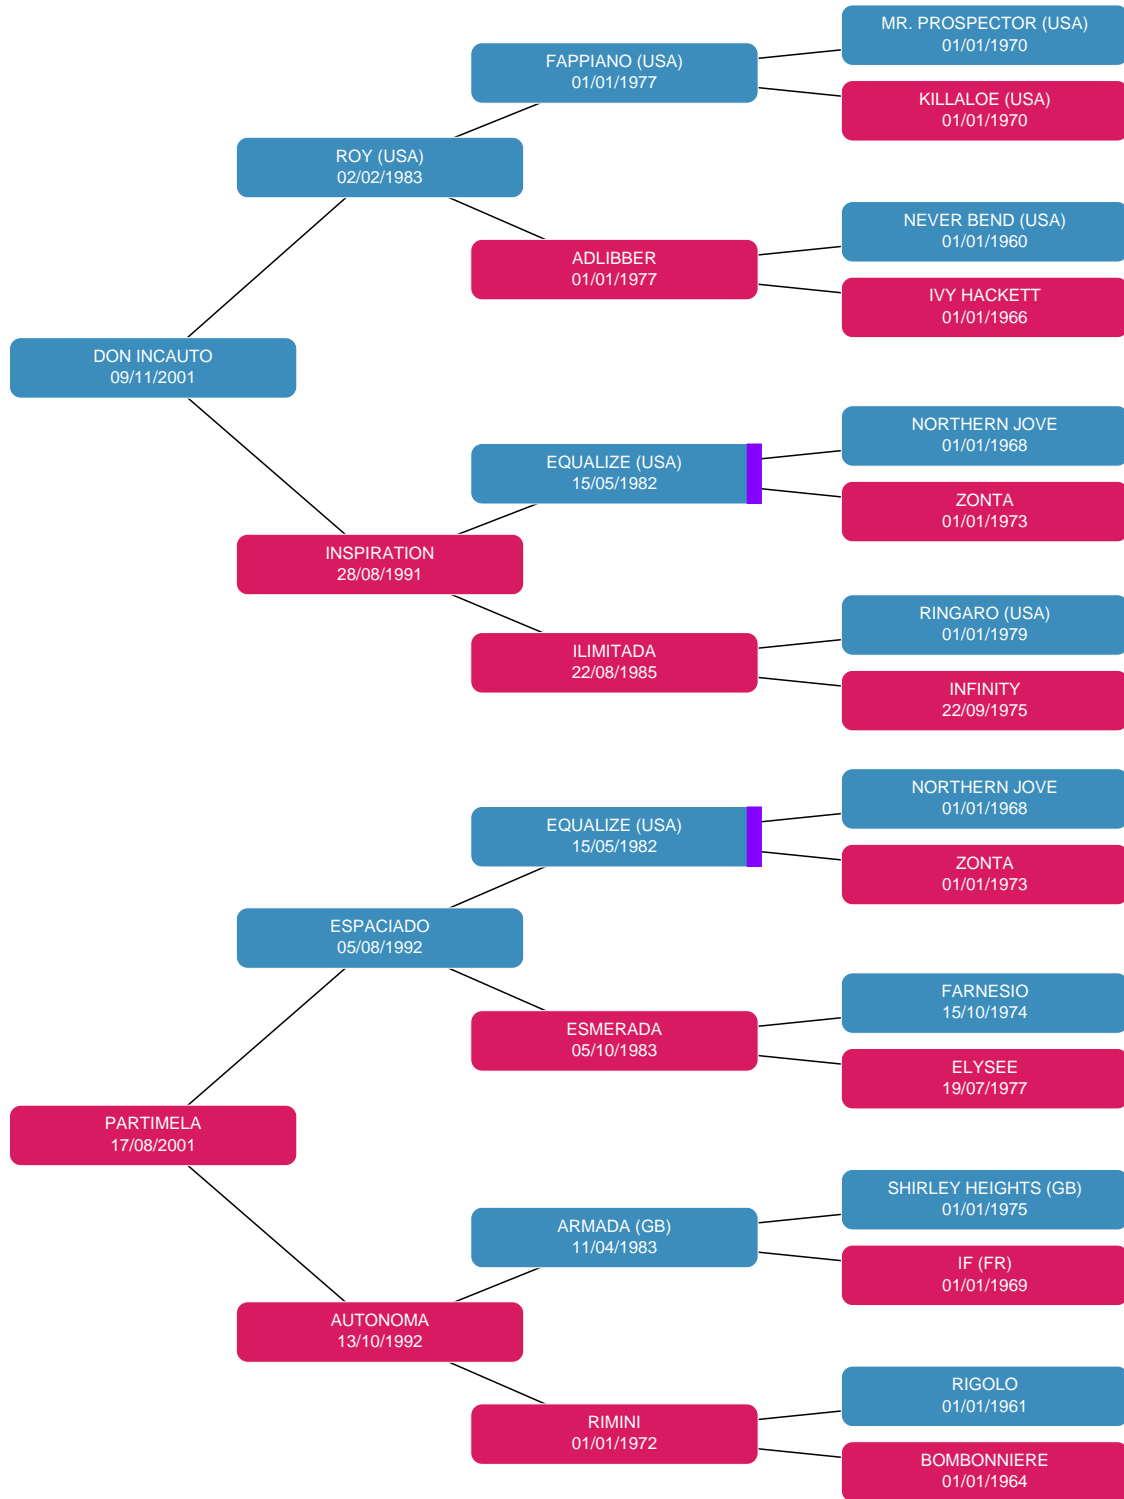 MR. PROSPECTOR (USA)
01/01/1970
FAPPIANO (USA)
01/01/1977
KILLALOE (USA)
01/01/1970
ROY (USA)
02/02/1983
NEVER BEND (USA)
01/01/1960
ADLIBBER
01/01/1977
IVY HACKETT
01/01/1966
DON INCAUTO
09/11/2001
NORTHERN JOVE
01/01/1968
EQUALIZE (USA)
15/05/1982
ZONTA
01/01/1973
INSPIRATION
28/08/1991
RINGARO (USA)
01/01/1979
ILIMITADA
22/08/1985
INFINITY
22/09/1975
NORTHERN JOVE
01/01/1968
EQUALIZE (USA)
15/05/1982
ZONTA
01/01/1973
ESPACIADO
05/08/1992
FARNESIO
15/10/1974
ESMERADA
05/10/1983
ELYSEE
19/07/1977
PARTIMELA
17/08/2001
SHIRLEY HEIGHTS (GB)
01/01/1975
ARMADA (GB)
11/04/1983
IF (FR)
01/01/1969
AUTONOMA
13/10/1992
RIGOLO
01/01/1961
RIMINI
01/01/1972
BOMBONNIERE
01/01/1964